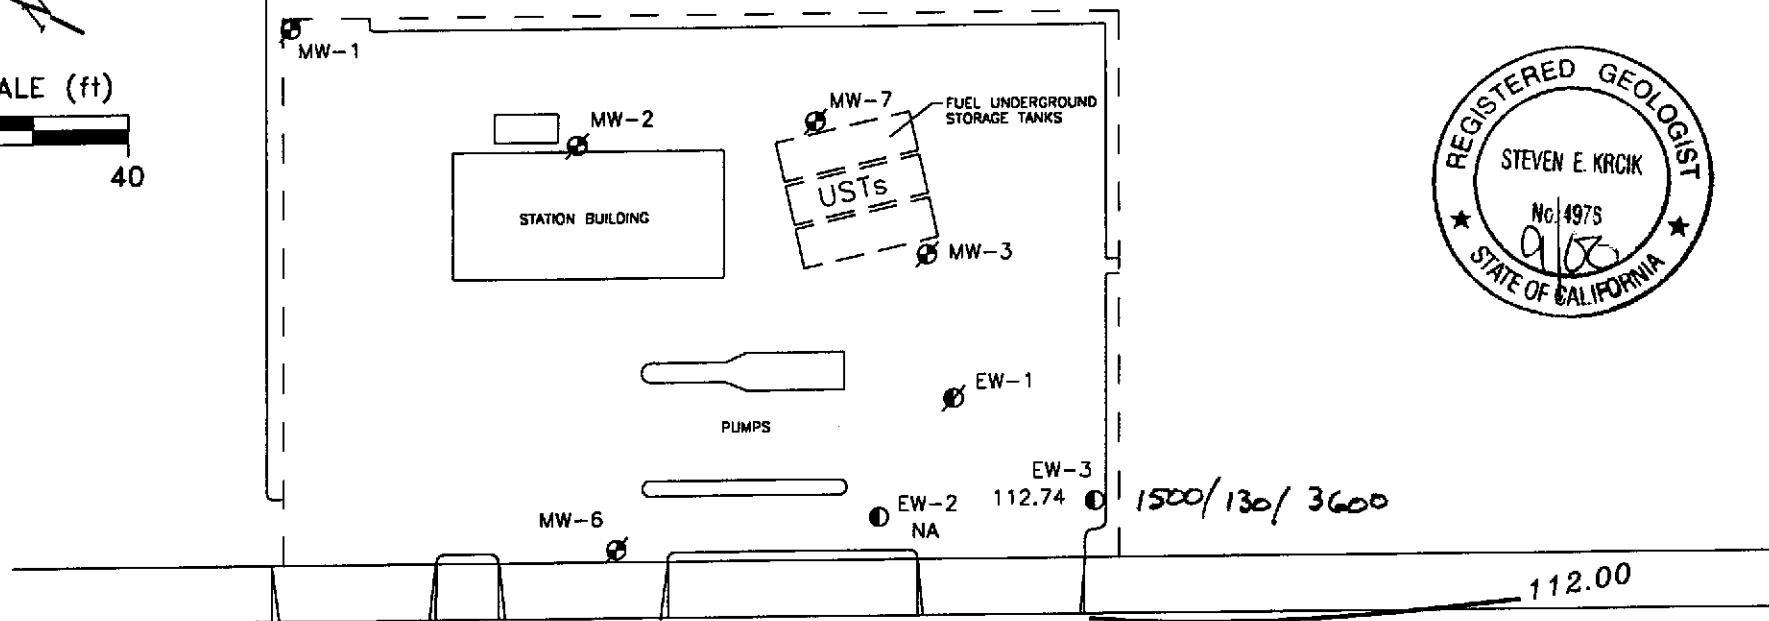 MW-1
ALE (ft)
40
MW-2
MW-7
FUEL UNDERGROUND
STORAGE TANKS
USTs
STATION BUILDING
MW-3
REGISTERED GEOLOGIST
STEVEN E. KRCIK
No. 4976
STATE OF CALIFORNIA
EW-1
PUMPS
EW-3
112.74
1500/130/3600
EW-2
NA
MW-6
112.00